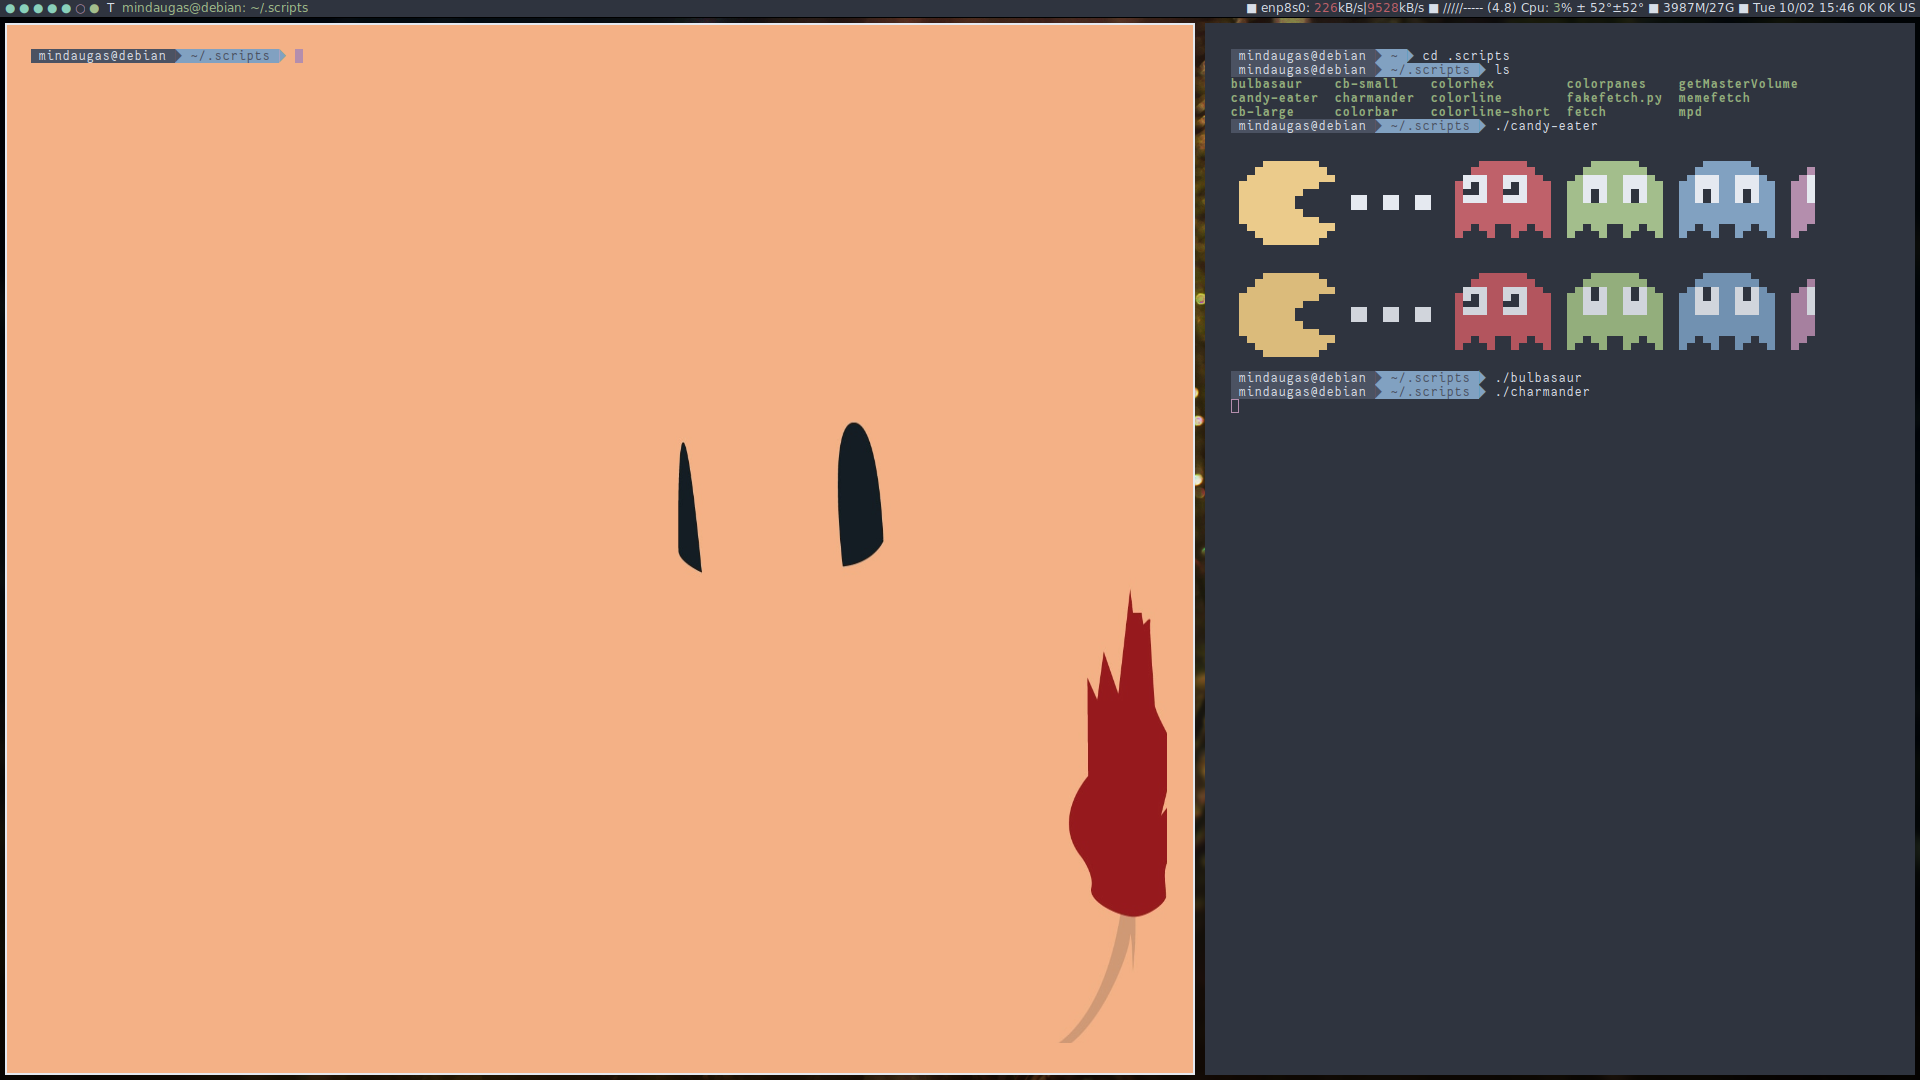 T mindaugas@debian: ~/.scripts
enp8s0: 226kB/s|9528kB/s /////----- (4.8) Cpu: 3% ± 52°±52° 3987M/27G Tue 10/02 15:46 0K 0K US
mindaugas@debian ~/.scripts
mindaugas@debian ~ cd .scripts
mindaugas@debian ~/.scripts ls
bulbasaur cb-small colorhex colorpanes getMasterVolume
candy-eater charmander colorline fakefetch.py memefetch
cb-large colorbar colorline-short fetch mpd
mindaugas@debian ~/.scripts ./candy-eater
mindaugas@debian ~/.scripts ./bulbasaur
mindaugas@debian ~/.scripts ./charmander